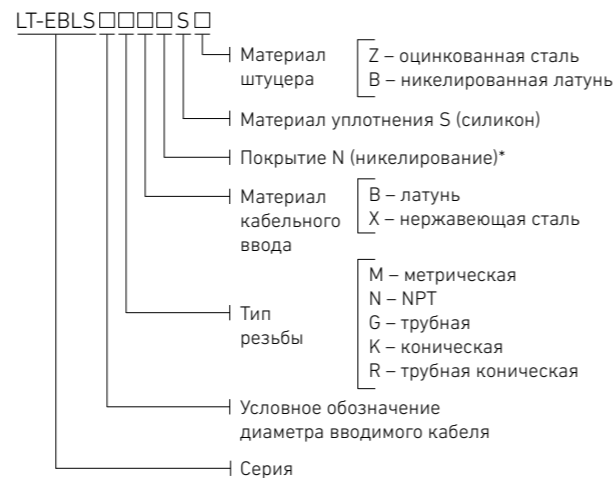 LT-EBLS□□□□S□
Материал
штуцера
Z – оцинкованная сталь
B – никелированная латунь
Материал уплотнения S (силикон)
Покрытие N (никелирование)*
Материал
кабельного
ввода
B – латунь
X – нержавеющая сталь
Тип
резьбы
M – метрическая
N – NPT
G – трубная
K – коническая
R – трубная коническая
Условное обозначение
диаметра вводимого кабеля
Серия